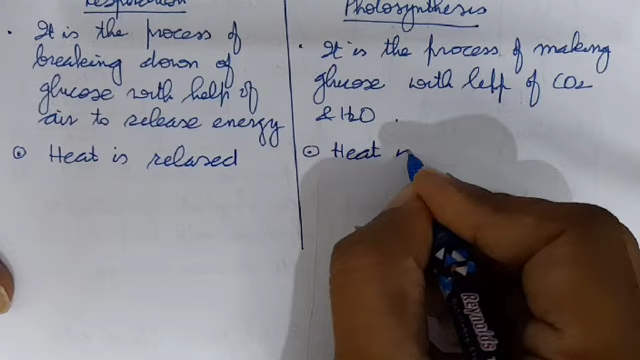 Respiration
. It is the process of
breaking down of
glucose with help of
air to release energy
Heat is relased
Photosynthesis
. It is the process of making
glucose with lepp of CO2
& H2O .
Heat
Reynolds